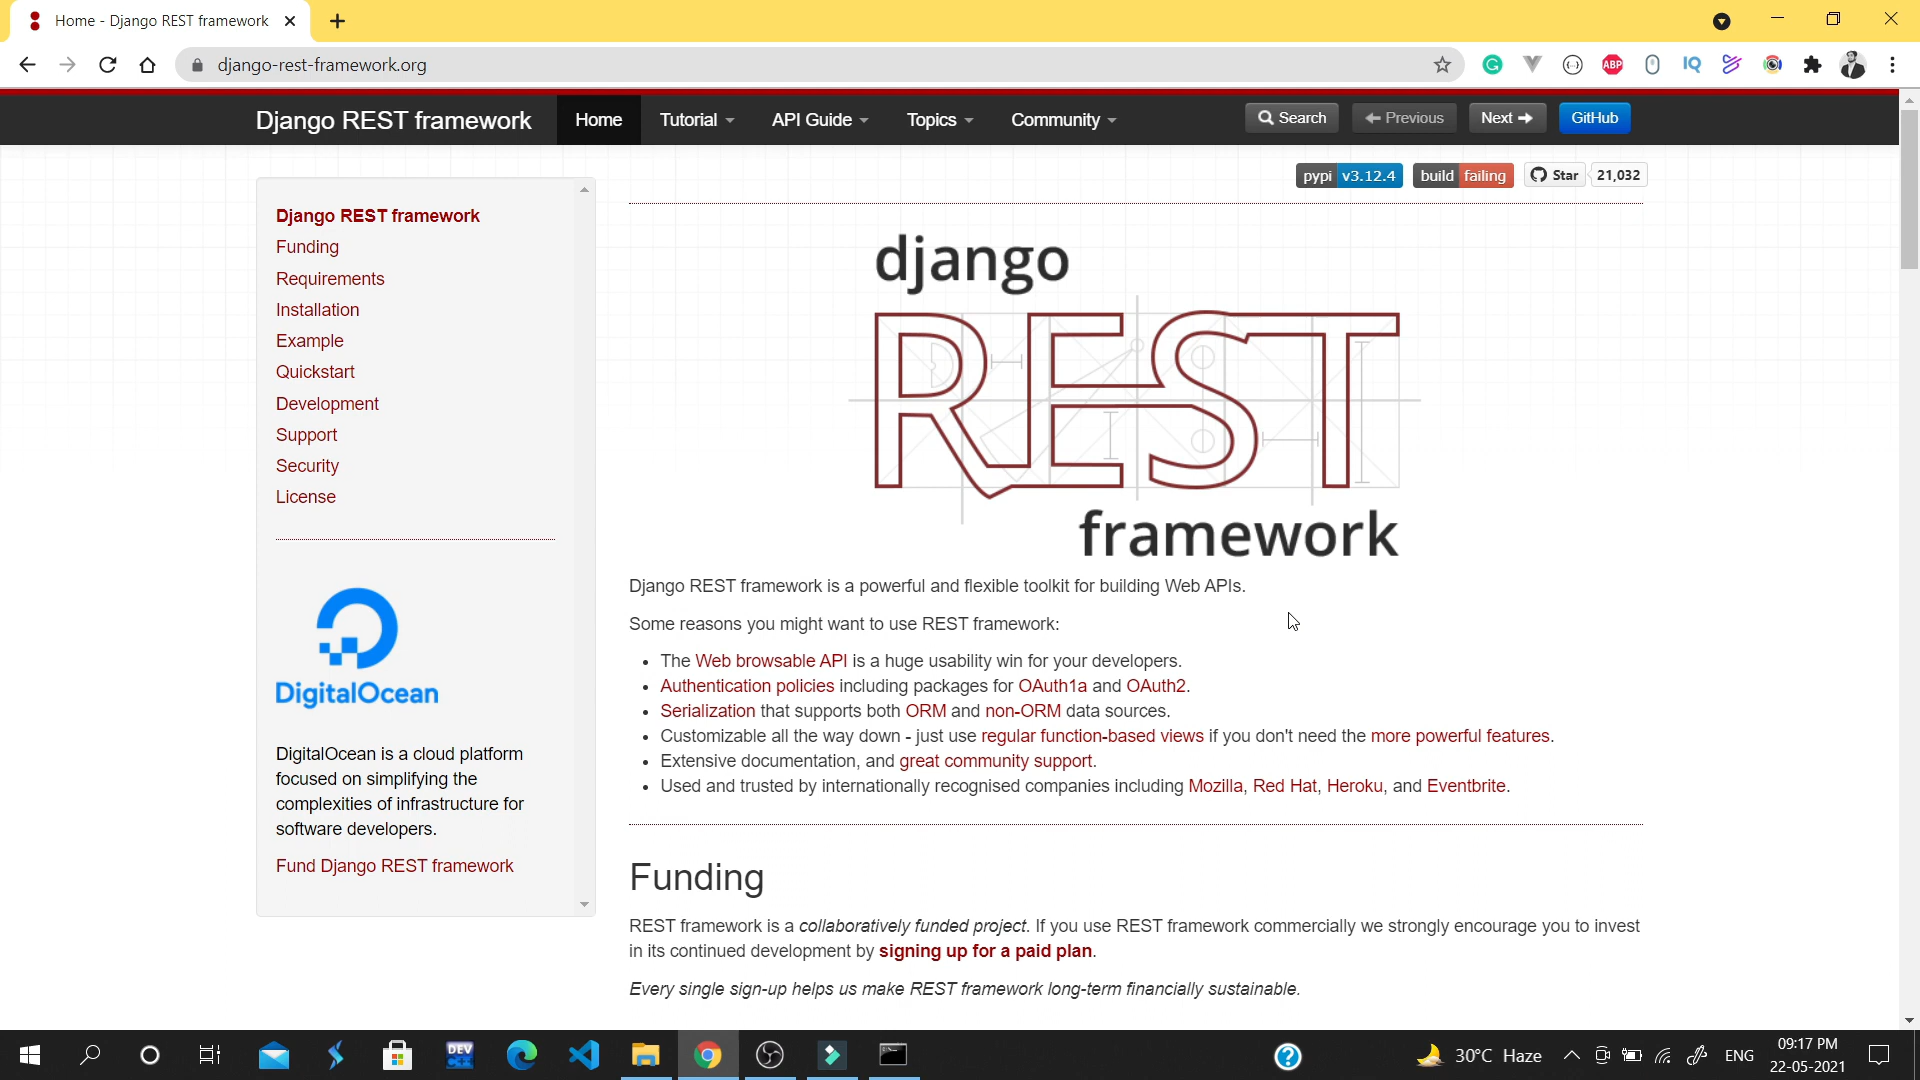 Home - Django REST framework
django-rest-framework.org
ABP
IQ
Django REST framework
Home
Tutorial
API Guide
Topics
Community
Search
Previous
Next
GitHub
pypi v3.12.4
build failing
Star 21,032
Django REST framework
Funding
Requirements
Installation
Example
Quickstart
Development
Support
Security
License
DigitalOcean
DigitalOcean is a cloud platform
focused on simplifying the
complexities of infrastructure for
software developers.
Fund Django REST framework
django
REST
framework
Django REST framework is a powerful and flexible toolkit for building Web APIs.
Some reasons you might want to use REST framework:
• The Web browsable API is a huge usability win for your developers.
• Authentication policies including packages for OAuth1a and OAuth2.
• Serialization that supports both ORM and non-ORM data sources.
• Customizable all the way down - just use regular function-based views if you don't need the more powerful features.
• Extensive documentation, and great community support.
• Used and trusted by internationally recognised companies including Mozilla, Red Hat, Heroku, and Eventbrite.
Funding
REST framework is a collaboratively funded project. If you use REST framework commercially we strongly encourage you to invest
in its continued development by signing up for a paid plan.
Every single sign-up helps us make REST framework long-term financially sustainable.
DEV
C++
30°C Haze
ENG
09:17 PM
22-05-2021